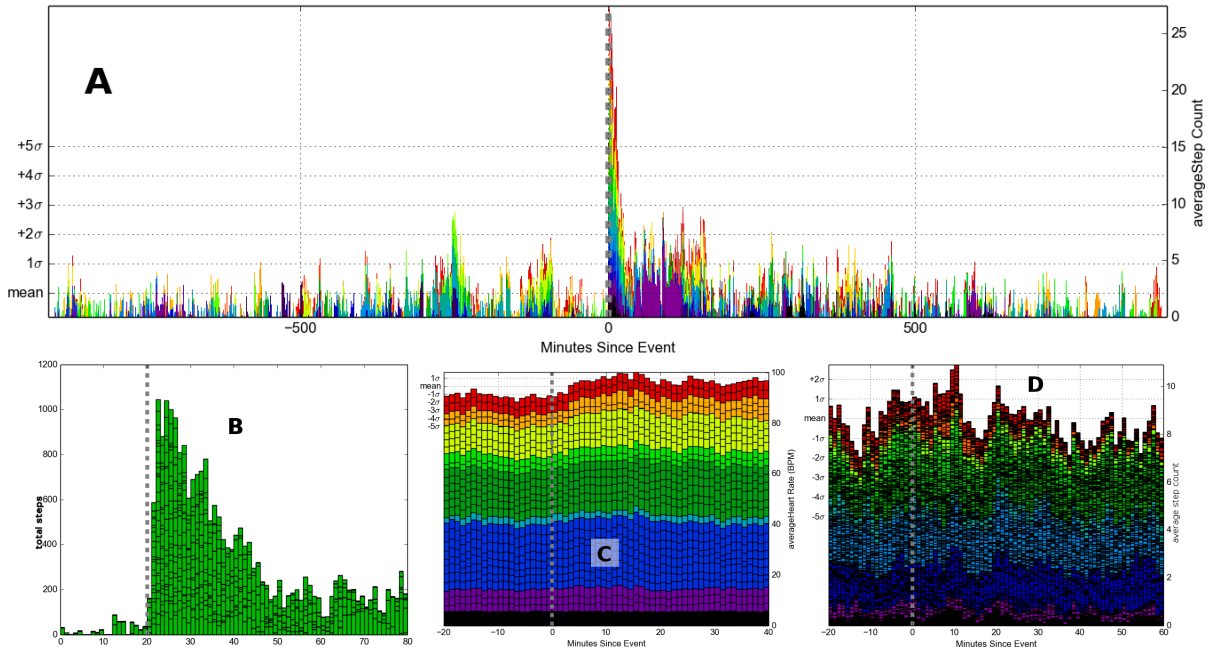 A
+5σ
+4σ
+3σ
+2σ
1σ
mean
25
20
15
10
5
0
averageStep Count
−500
0
500
Minutes Since Event
B
1200
1000
800
600
400
200
0
total steps
0 10 20 30 40 50 60 70 80
C
1σ
mean
-1σ
-2σ
-3σ
-4σ
-5σ
100
80
60
40
20
0
averageHeart Rate (BPM)
−20 −10 0 10 20 30 40
Minutes Since Event
D
+2σ
1σ
mean
-1σ
-2σ
-4σ
-5σ
10
8
6
4
2
0
average step count
−20 −10 0 10 20 30 40 50 60
Minutes Since Event